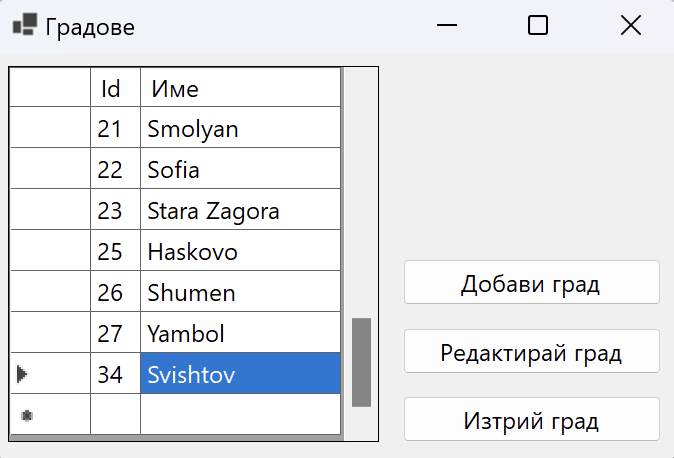 Градове
Id Име
21 Smolyan
22 Sofia
23 Stara Zagora
25 Haskovo
26 Shumen
27 Yambol
34 Svishtov
Добави град
Редактирай град
Изтрий град